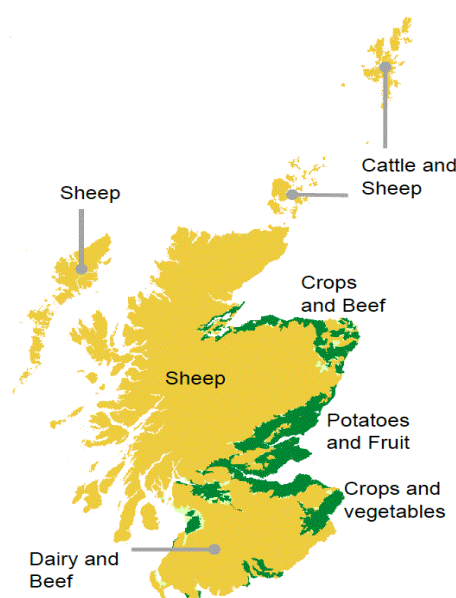 Cattle and
Sheep
Sheep
Crops
and Beef
Sheep
Potatoes
and Fruit
Crops and
vegetables
Dairy and
Beef